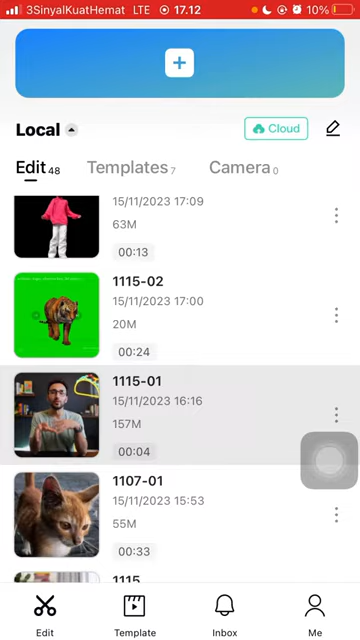 3SinyalKuatHemat LTE 17.12 10%
Local Cloud
Edit 48 Templates 7 Camera 0
15/11/2023 17:09
63M
00:13
1115-02
15/11/2023 17:00
20M
00:24
1115-01
15/11/2023 16:16
157M
00:04
1107-01
15/11/2023 15:53
55M
00:33
1115
Edit Template Inbox Me